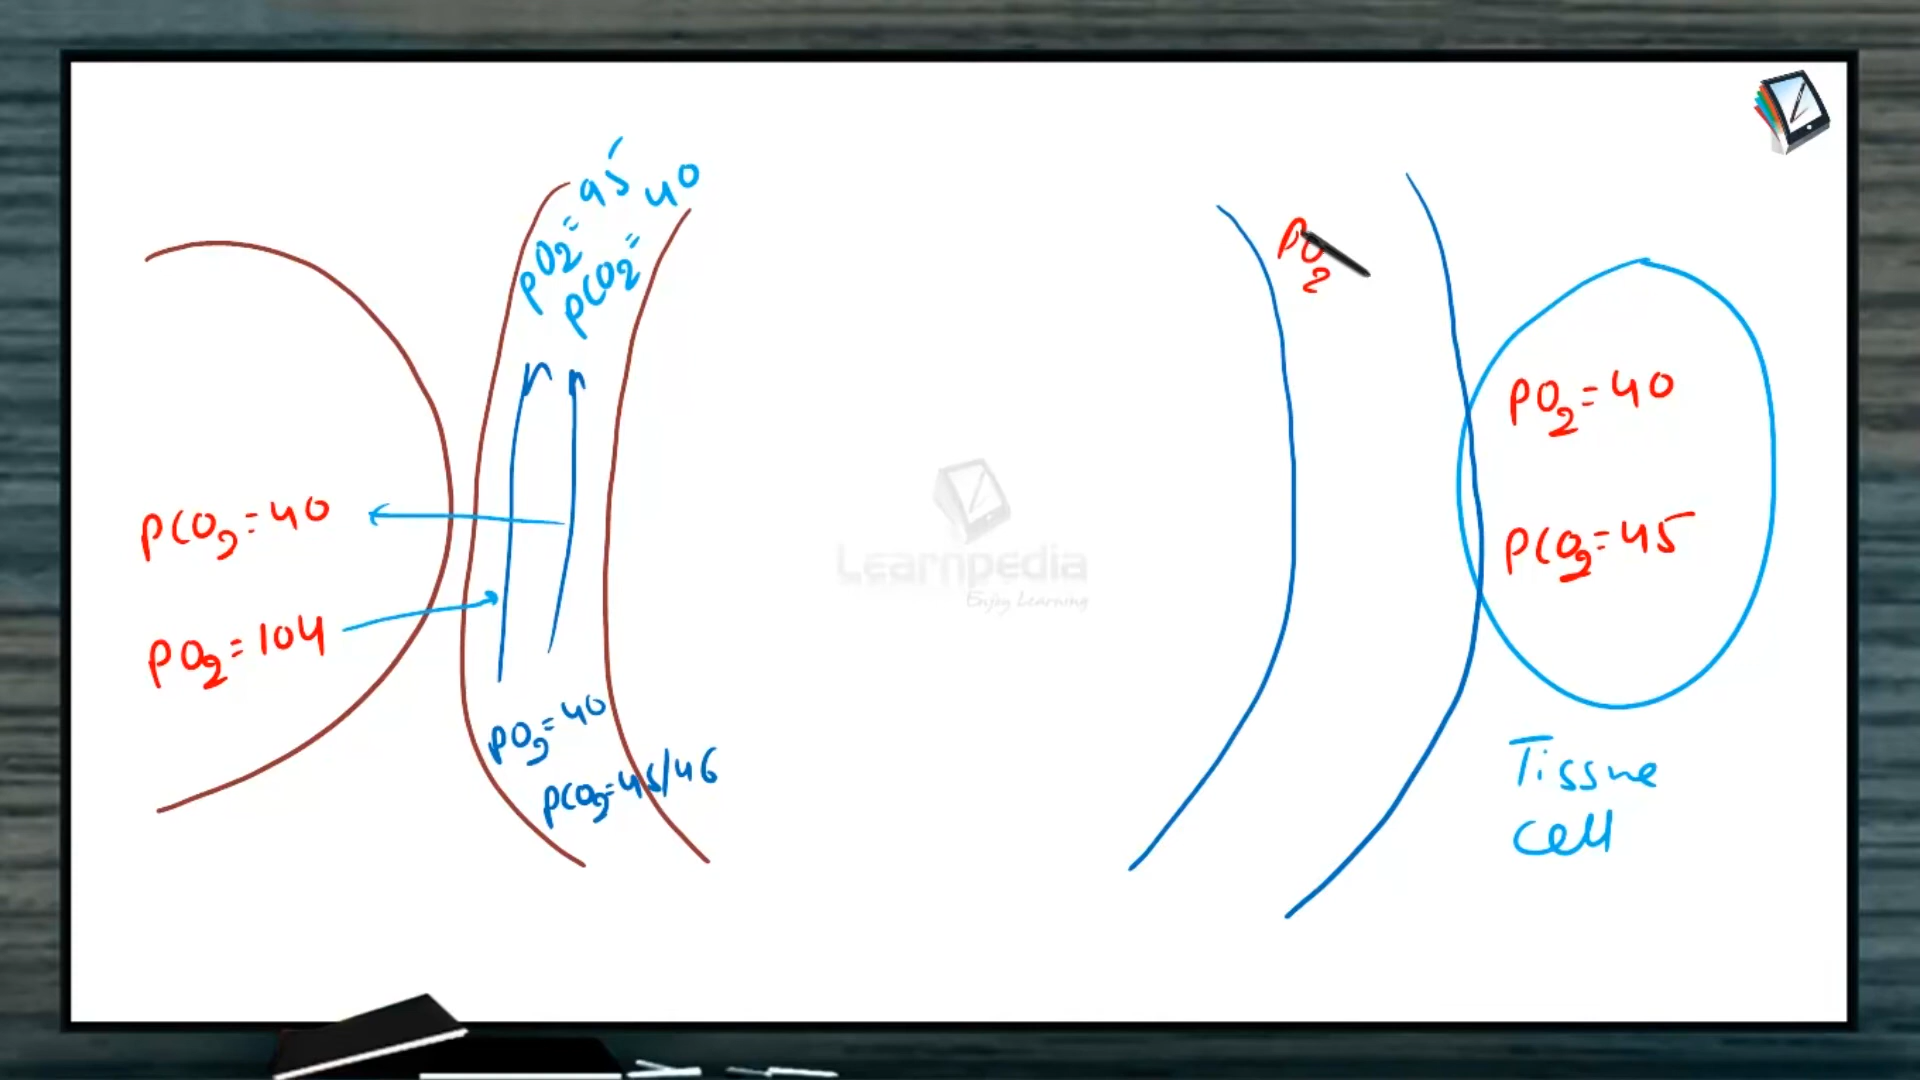 PO2 = 95
PCO2 = 40
PCO2 = 40
PO2 = 104
PO2 = 40
PCO2 = 45/46
Learnpedia
Enjoy Learning
PO2
PO2 = 40
PCO2 = 45
Tissue
cell